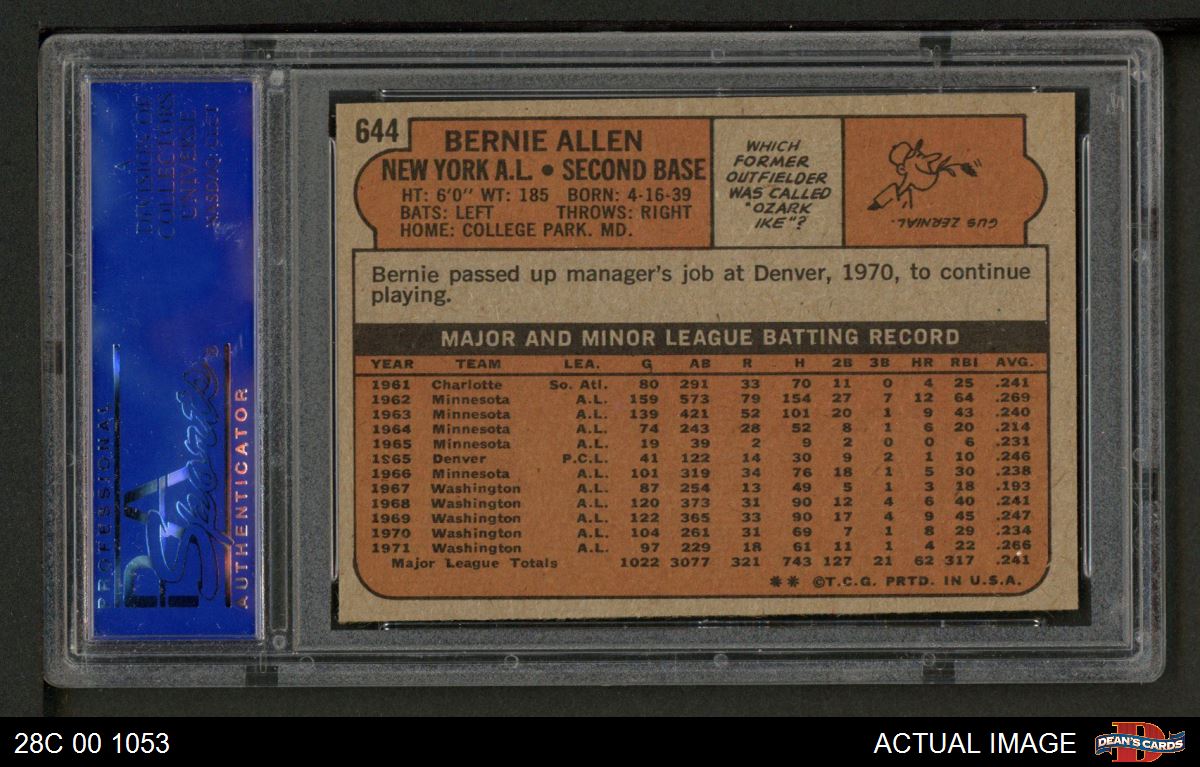 A
DIVISION OF
COLLECTORS
UNIVERSE
NASDAQ: CLCT
PROFESSIONAL
PSA
Sports
®
AUTHENTICATOR
644
BERNIE ALLEN
NEW YORK A.L. • SECOND BASE
HT: 6'0" WT: 185 BORN: 4-16-39
BATS: LEFT THROWS: RIGHT
HOME: COLLEGE PARK. MD.
WHICH
FORMER
OUTFIELDER
WAS CALLED
"OZARK
IKE"?
GUS ZERNIAL.
Bernie passed up manager's job at Denver, 1970, to continue
playing.
MAJOR AND MINOR LEAGUE BATTING RECORD
YEAR TEAM LEA. G AB R H 2B 3B HR RBI AVG.
1961 Charlotte So. Atl. 80 291 33 70 11 0 4 25 .241
1962 Minnesota A.L. 159 573 79 154 27 7 12 64 .269
1963 Minnesota A.L. 139 421 52 101 20 1 9 43 .240
1964 Minnesota A.L. 74 243 28 52 8 1 6 20 .214
1965 Minnesota A.L. 19 39 2 9 2 0 0 6 .231
1965 Denver P.C.L. 41 122 14 30 9 2 1 10 .246
1966 Minnesota A.L. 101 319 34 76 18 1 5 30 .238
1967 Washington A.L. 87 254 13 49 5 1 3 18 .193
1968 Washington A.L. 120 373 31 90 12 4 6 40 .241
1969 Washington A.L. 122 365 33 90 17 4 9 45 .247
1970 Washington A.L. 104 261 31 69 7 1 8 29 .234
1971 Washington A.L. 97 229 18 61 11 1 4 22 .266
Major League Totals 1022 3077 321 743 127 21 62 317 .241
** ©T.C.G. PRTD. IN U.S.A.
28C 00 1053
ACTUAL IMAGE
D
DEAN'S CARDS